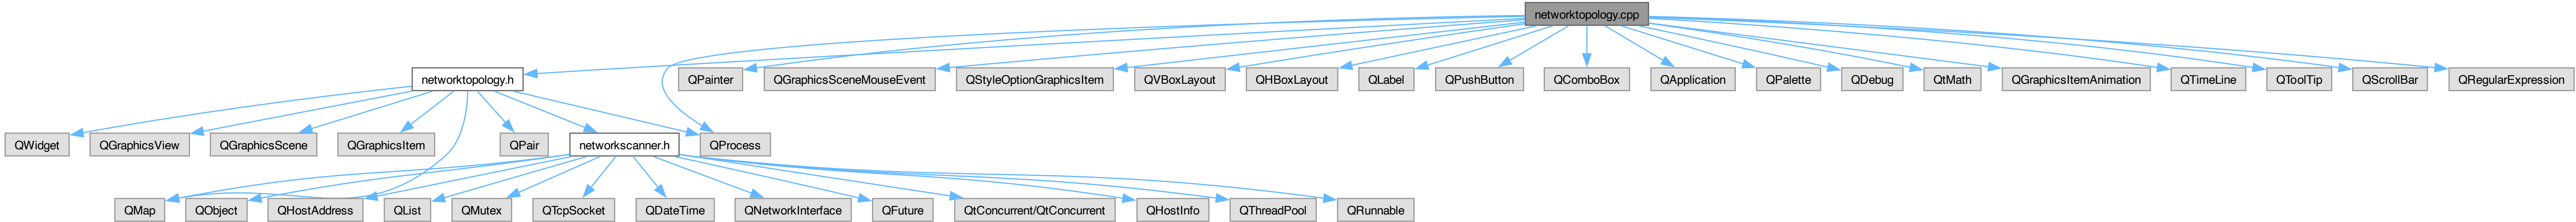 networktopology.cpp
networktopology.h
QPainter
QGraphicsSceneMouseEvent
QStyleOptionGraphicsItem
QVBoxLayout
QHBoxLayout
QLabel
QPushButton
QComboBox
QApplication
QPalette
QDebug
QtMath
QGraphicsItemAnimation
QTimeLine
QToolTip
QScrollBar
QRegularExpression
QWidget
QGraphicsView
QGraphicsScene
QGraphicsItem
QPair
networkscanner.h
QProcess
QMap
QObject
QHostAddress
QList
QMutex
QTcpSocket
QDateTime
QNetworkInterface
QFuture
QtConcurrent/QtConcurrent
QHostInfo
QThreadPool
QRunnable